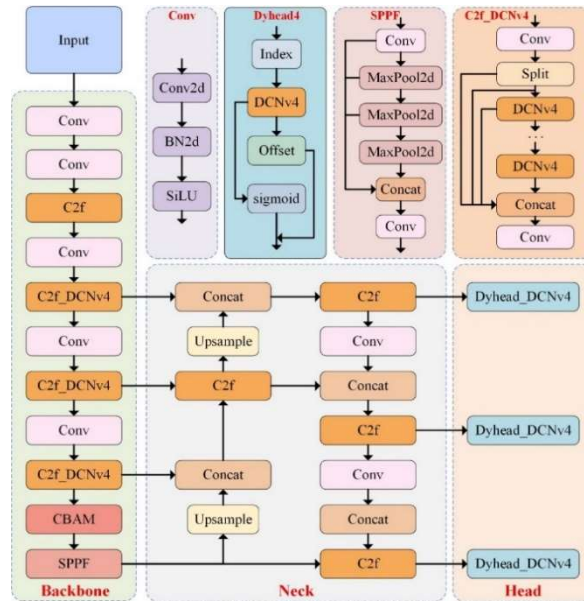 Input
Conv
Conv
C2f
Conv
C2f_DCNv4
Conv
C2f_DCNv4
Conv
C2f_DCNv4
CBAM
SPPF
Backbone
Conv
Conv2d
BN2d
SiLU
Dyhead4
Index
DCNv4
Offset
sigmoid
SPPF
Conv
MaxPool2d
MaxPool2d
MaxPool2d
Concat
Conv
C2f_DCNv4
Conv
Split
DCNv4
...
DCNv4
Concat
Conv
Concat
Upsample
C2f
Concat
Upsample
C2f
Conv
Concat
C2f
Conv
Concat
C2f
Neck
Dyhead_DCNv4
Dyhead_DCNv4
Dyhead_DCNv4
Head